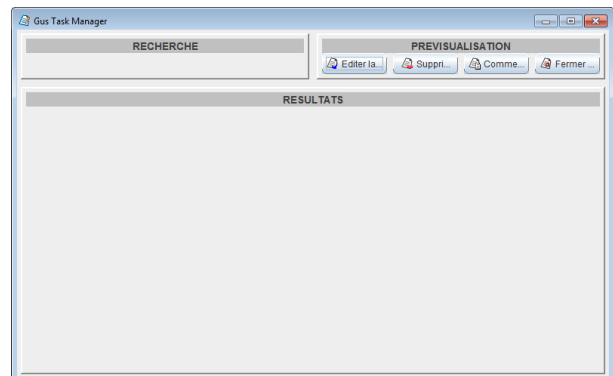 Gus Task Manager
RECHERCHE
PREVISUALISATION
Editer la... Suppri... Comme... Fermer ...
RESULTATS